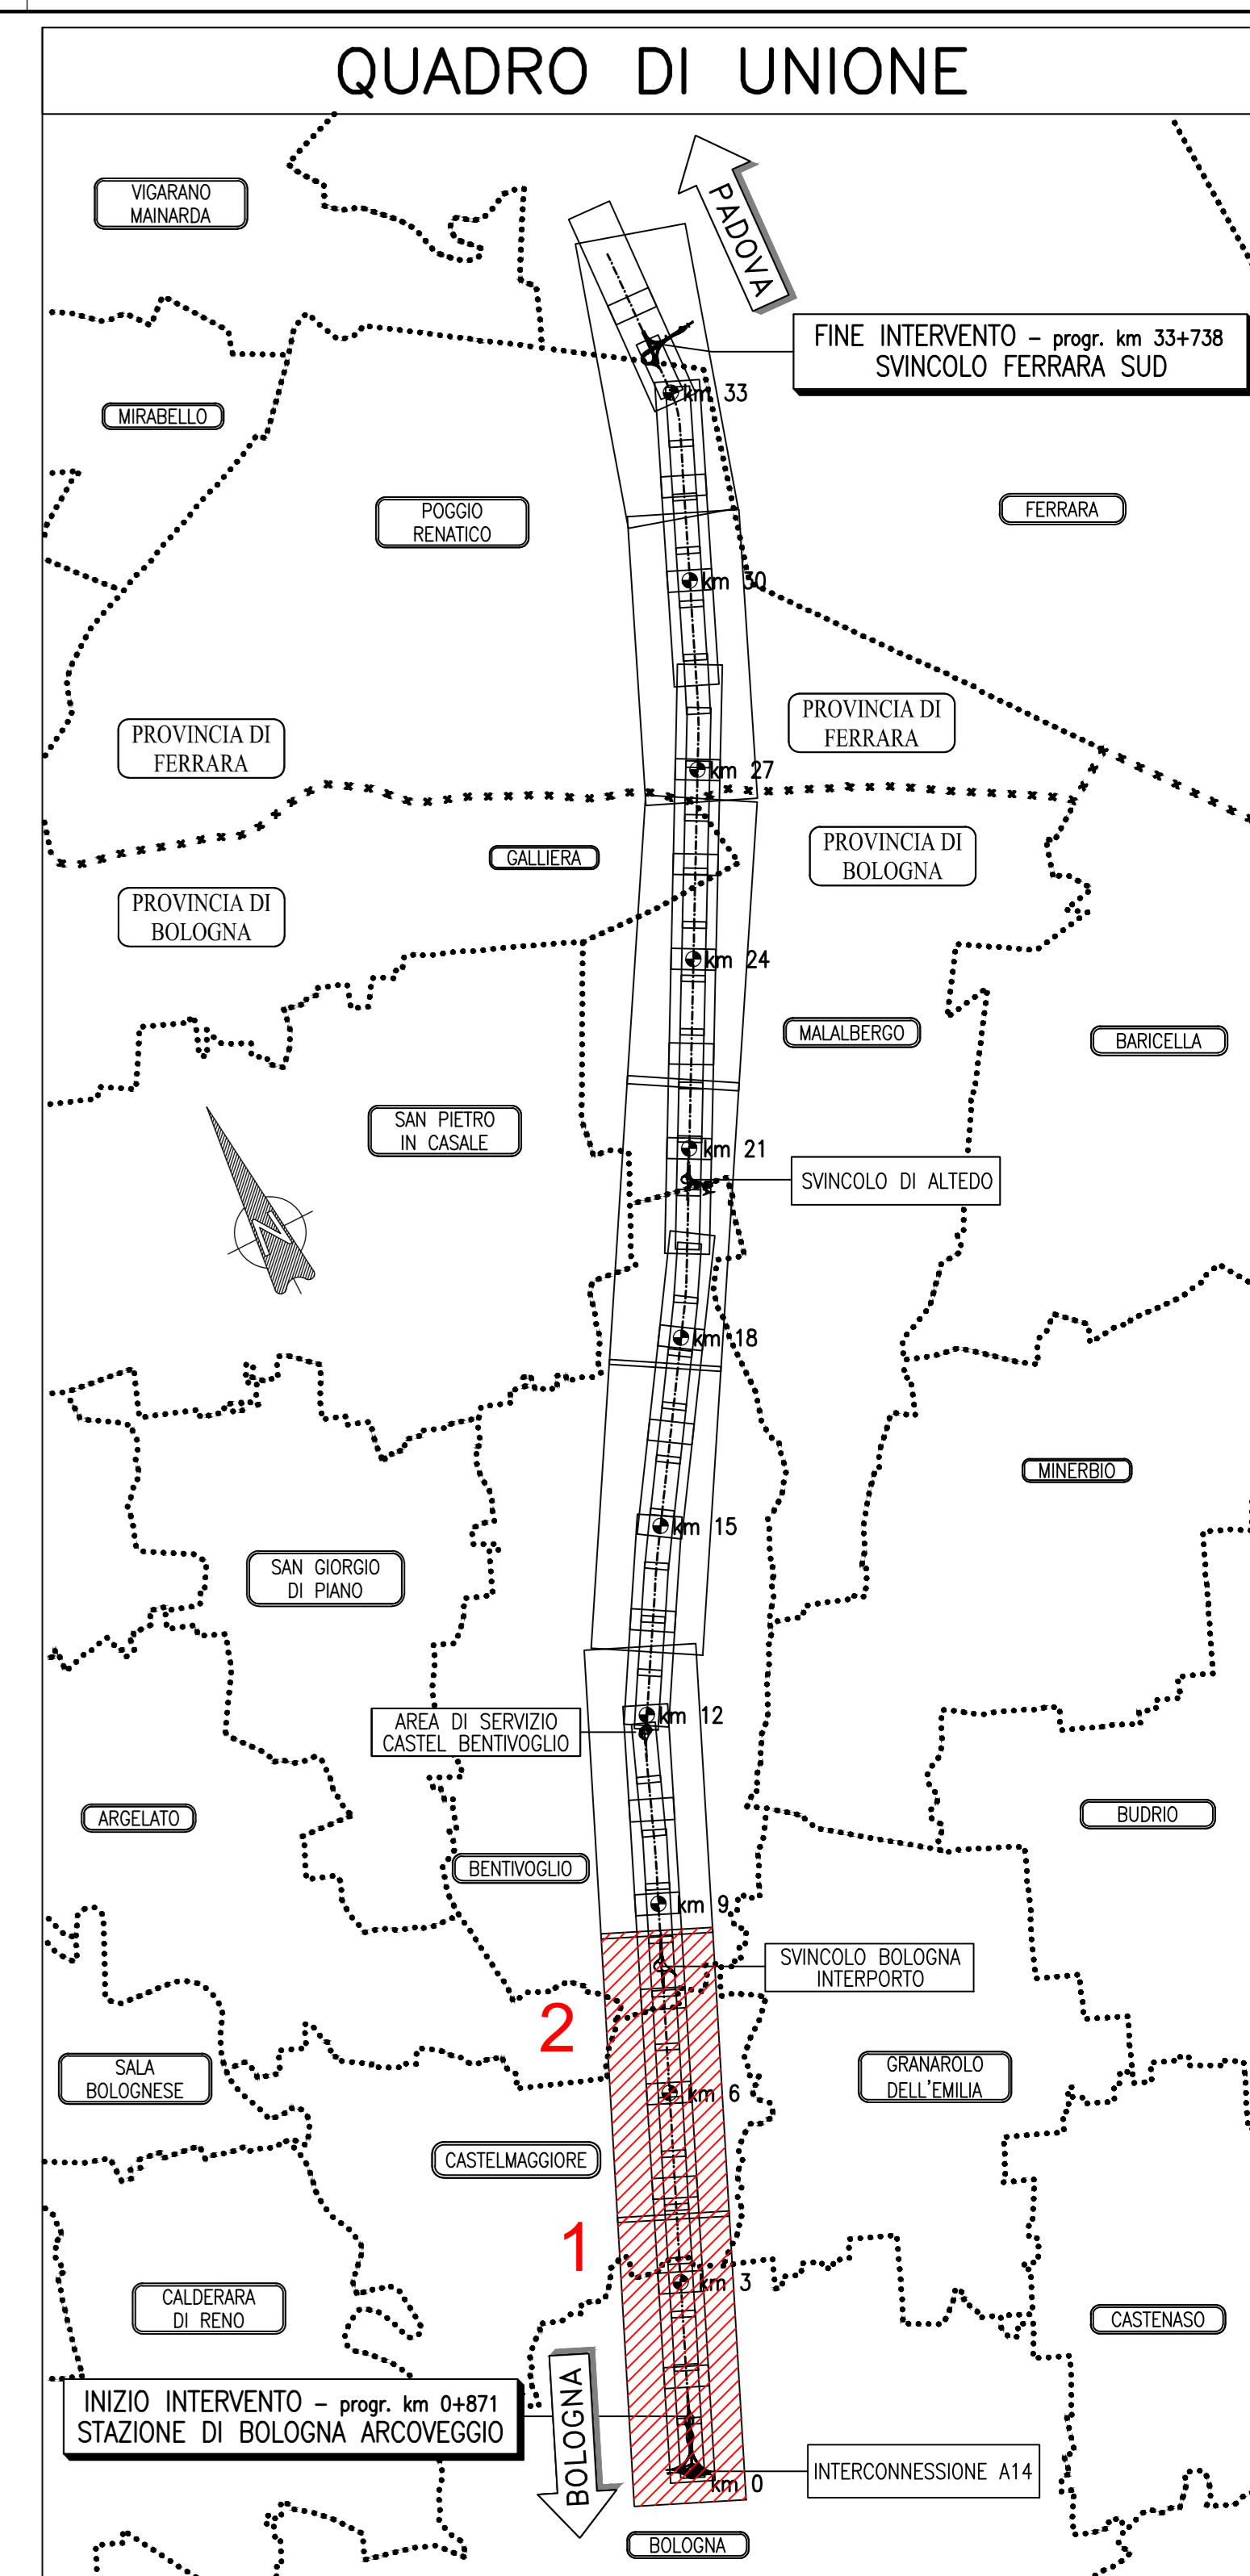 QUADRO DI UNIONE
VIGARANO
MAINARDA
PADOVA
FINE INTERVENTO – progr. km 33+738
SVINCOLO FERRARA SUD
km 33
MIRABELLO
POGGIO
RENATICO
FERRARA
km 30
PROVINCIA DI
FERRARA
PROVINCIA DI
FERRARA
km 27
GALLIERA
PROVINCIA DI
BOLOGNA
PROVINCIA DI
BOLOGNA
km 24
MALALBERGO
BARICELLA
SAN PIETRO
IN CASALE
km 21
SVINCOLO DI ALTEDO
N
km 18
MINERBIO
km 15
SAN GIORGIO
DI PIANO
km 12
AREA DI SERVIZIO
CASTEL BENTIVOGLIO
ARGELATO
BUDRIO
BENTIVOGLIO
km 9
SVINCOLO BOLOGNA
INTERPORTO
2
SALA
BOLOGNESE
GRANAROLO
DELL'EMILIA
km 6
CASTELMAGGIORE
1
km 3
CALDERARA
DI RENO
CASTENASO
INIZIO INTERVENTO – progr. km 0+871
STAZIONE DI BOLOGNA ARCOVEGGIO
BOLOGNA
INTERCONNESSIONE A14
km 0
BOLOGNA